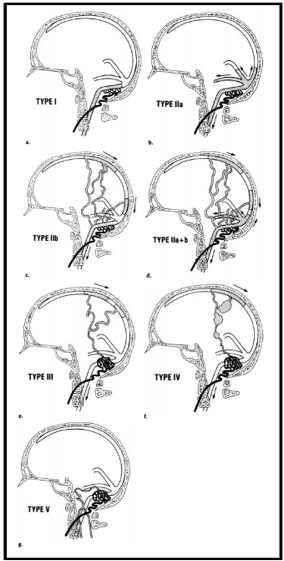 TYPE I
TYPE IIa
a.
b.
TYPE IIb
TYPE IIa+b
c.
d.
TYPE III
TYPE IV
e.
f.
TYPE V
g.